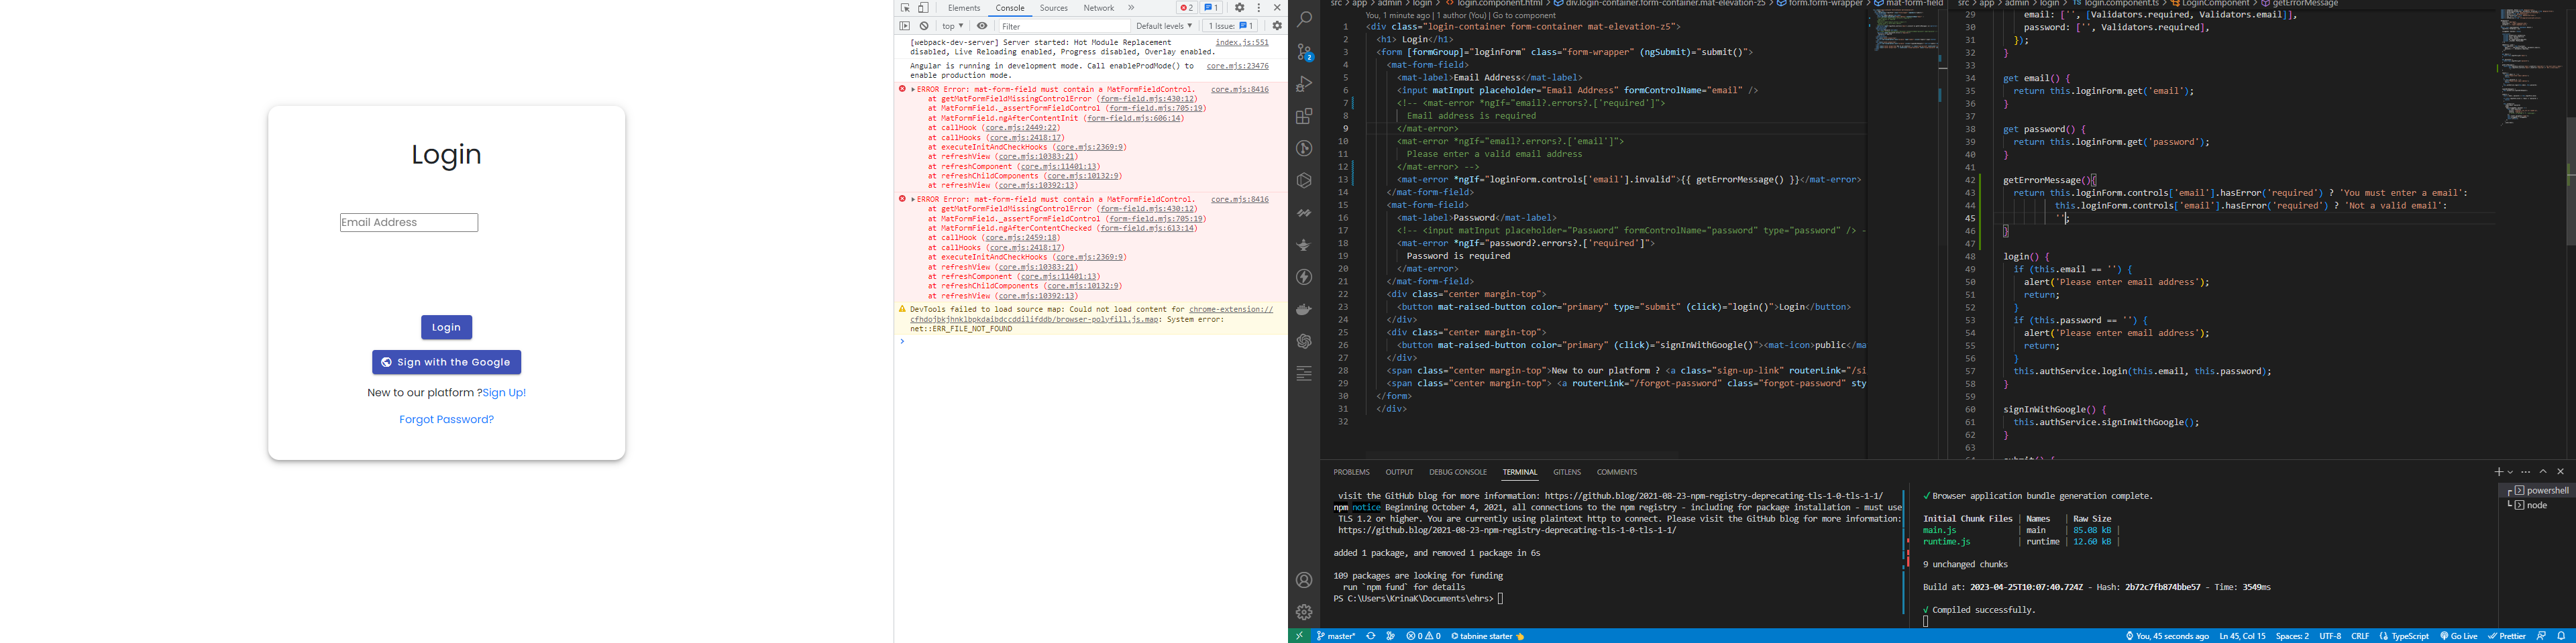 Login
Email Address
Login
Sign with the Google
New to our platform ?Sign Up!
Forgot Password?
Elements Console Sources Network » 2 1
top Filter Default levels 1 Issue: 1
[webpack-dev-server] Server started: Hot Module Replacement disabled, Live Reloading enabled, Progress disabled, Overlay enabled. index.js:551
Angular is running in development mode. Call enableProdMode() to enable production mode. core.mjs:23476
ERROR Error: mat-form-field must contain a MatFormFieldControl. core.mjs:8416
at getMatFormFieldMissingControlError (form-field.mjs:430:12)
at MatFormField._assertFormFieldControl (form-field.mjs:705:19)
at MatFormField.ngAfterContentInit (form-field.mjs:606:14)
at callHook (core.mjs:2449:22)
at callHooks (core.mjs:2418:17)
at executeInitAndCheckHooks (core.mjs:2369:9)
at refreshView (core.mjs:10383:21)
at refreshComponent (core.mjs:11401:13)
at refreshChildComponents (core.mjs:10132:9)
at refreshView (core.mjs:10392:13)
ERROR Error: mat-form-field must contain a MatFormFieldControl. core.mjs:8416
at getMatFormFieldMissingControlError (form-field.mjs:430:12)
at MatFormField._assertFormFieldControl (form-field.mjs:705:19)
at MatFormField.ngAfterContentChecked (form-field.mjs:613:14)
at callHook (core.mjs:2459:18)
at callHooks (core.mjs:2418:17)
at executeInitAndCheckHooks (core.mjs:2369:9)
at refreshView (core.mjs:10383:21)
at refreshComponent (core.mjs:11401:13)
at refreshChildComponents (core.mjs:10132:9)
at refreshView (core.mjs:10392:13)
DevTools failed to load source map: Could not load content for chrome-extension://
cfhdojbkjhnklbpkdaibdccddilifddb/browser-polyfill.js.map: System error:
net::ERR_FILE_NOT_FOUND
src > app > admin > login > login.component.html > div.login-container.form-container.mat-elevation-z5 > form.form-wrapper > mat-form-field
You, 1 minute ago | 1 author (You) | Go to component
1 <div class="login-container form-container mat-elevation-z5">
2 <h1> Login</h1>
3 <form [formGroup]="loginForm" class="form-wrapper" (ngSubmit)="submit()">
4 <mat-form-field>
5 <mat-label>Email Address</mat-label>
6 <input matInput placeholder="Email Address" formControlName="email" />
7 <!-- <mat-error *ngIf="email?.errors?.['required']">
8 Email address is required
9 </mat-error>
10 <mat-error *ngIf="email?.errors?.['email']">
11 Please enter a valid email address
12 </mat-error> -->
13 <mat-error *ngIf="loginForm.controls['email'].invalid">{{ getErrorMessage() }}</mat-error>
14 </mat-form-field>
15 <mat-form-field>
16 <mat-label>Password</mat-label>
17 <!-- <input matInput placeholder="Password" formControlName="password" type="password" /> -
18 <mat-error *ngIf="password?.errors?.['required']">
19 Password is required
20 </mat-error>
21 </mat-form-field>
22 <div class="center margin-top">
23 <button mat-raised-button color="primary" type="submit" (click)="login()">Login</button>
24 </div>
25 <div class="center margin-top">
26 <button mat-raised-button color="primary" (click)="signInWithGoogle()"><mat-icon>public</ma
27 </div>
28 <span class="center margin-top">New to our platform ? <a class="sign-up-link" routerLink="/si
29 <span class="center margin-top"> <a routerLink="/forgot-password" class="forgot-password" sty
30 </form>
31 </div>
32
src > app > admin > login > TS login.component.ts > LoginComponent > getErrorMessage
29 email: ['', [Validators.required, Validators.email]],
30 password: ['', Validators.required],
31 });
32 }
33
34 get email() {
35 return this.loginForm.get('email');
36 }
37
38 get password() {
39 return this.loginForm.get('password');
40 }
41
42 getErrorMessage(){
43 return this.loginForm.controls['email'].hasError('required') ? 'You must enter a email':
44 this.loginForm.controls['email'].hasError('required') ? 'Not a valid email':
45 '';
46 }
47
48 login() {
49 if (this.email == '') {
50 alert('Please enter email address');
51 return;
52 }
53 if (this.password == '') {
54 alert('Please enter email address');
55 return;
56 }
57 this.authService.login(this.email, this.password);
58 }
59
60 signInWithGoogle() {
61 this.authService.signInWithGoogle();
62 }
63
PROBLEMS OUTPUT DEBUG CONSOLE TERMINAL GITLENS COMMENTS
visit the GitHub blog for more information: https://github.blog/2021-08-23-npm-registry-deprecating-tls-1-0-tls-1-1/
npm notice Beginning October 4, 2021, all connections to the npm registry - including for package installation - must use
TLS 1.2 or higher. You are currently using plaintext http to connect. Please visit the GitHub blog for more information:
https://github.blog/2021-08-23-npm-registry-deprecating-tls-1-0-tls-1-1/
added 1 package, and removed 1 package in 6s
109 packages are looking for funding
run `npm fund` for details
PS C:\Users\KrinaK\Documents\ehrs>
√ Browser application bundle generation complete.
Initial Chunk Files | Names | Raw Size
main.js | main | 85.08 kB |
runtime.js | runtime | 12.60 kB |
9 unchanged chunks
Build at: 2023-04-25T10:07:40.724Z - Hash: 2b72c7fb874bbe57 - Time: 3549ms
√ Compiled successfully.
powershell
node
master* 0 0 tabnine starter
You, 45 seconds ago Ln 45, Col 15 Spaces: 2 UTF-8 CRLF TypeScript Go Live Prettier